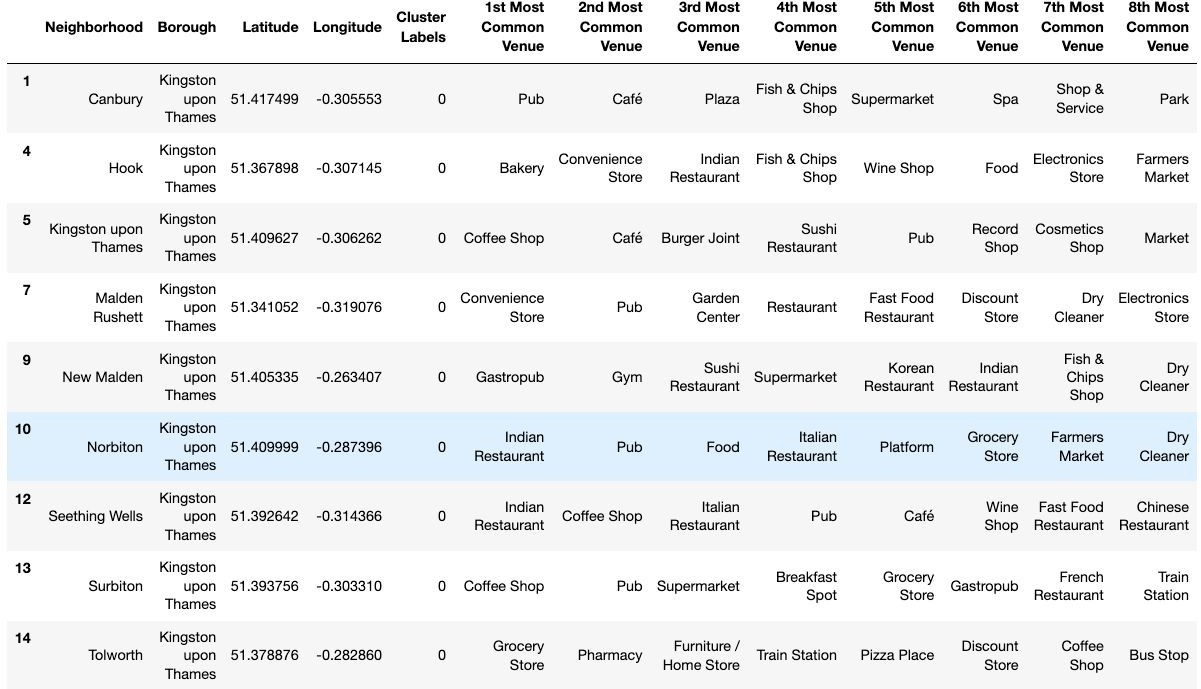 Neighborhood Borough Latitude Longitude Cluster Labels 1st Most Common Venue 2nd Most Common Venue 3rd Most Common Venue 4th Most Common Venue 5th Most Common Venue 6th Most Common Venue 7th Most Common Venue 8th Most Common Venue
1 Canbury Kingston upon Thames 51.417499 -0.305553 0 Pub Café Plaza Fish & Chips Shop Supermarket Spa Shop & Service Park
4 Hook Kingston upon Thames 51.367898 -0.307145 0 Bakery Convenience Store Indian Restaurant Fish & Chips Shop Wine Shop Food Electronics Store Farmers Market
5 Kingston upon Thames Kingston upon Thames 51.409627 -0.306262 0 Coffee Shop Café Burger Joint Sushi Restaurant Pub Record Shop Cosmetics Shop Market
7 Malden Rushett Kingston upon Thames 51.341052 -0.319076 0 Convenience Store Pub Garden Center Restaurant Fast Food Restaurant Discount Store Dry Cleaner Electronics Store
9 New Malden Kingston upon Thames 51.405335 -0.263407 0 Gastropub Gym Sushi Restaurant Supermarket Korean Restaurant Indian Restaurant Fish & Chips Shop Dry Cleaner
10 Norbiton Kingston upon Thames 51.409999 -0.287396 0 Indian Restaurant Pub Food Italian Restaurant Platform Grocery Store Farmers Market Dry Cleaner
12 Seething Wells Kingston upon Thames 51.392642 -0.314366 0 Indian Restaurant Coffee Shop Italian Restaurant Pub Café Wine Shop Fast Food Restaurant Chinese Restaurant
13 Surbiton Kingston upon Thames 51.393756 -0.303310 0 Coffee Shop Pub Supermarket Breakfast Spot Grocery Store Gastropub French Restaurant Train Station
14 Tolworth Kingston upon Thames 51.378876 -0.282860 0 Grocery Store Pharmacy Furniture / Home Store Train Station Pizza Place Discount Store Coffee Shop Bus Stop